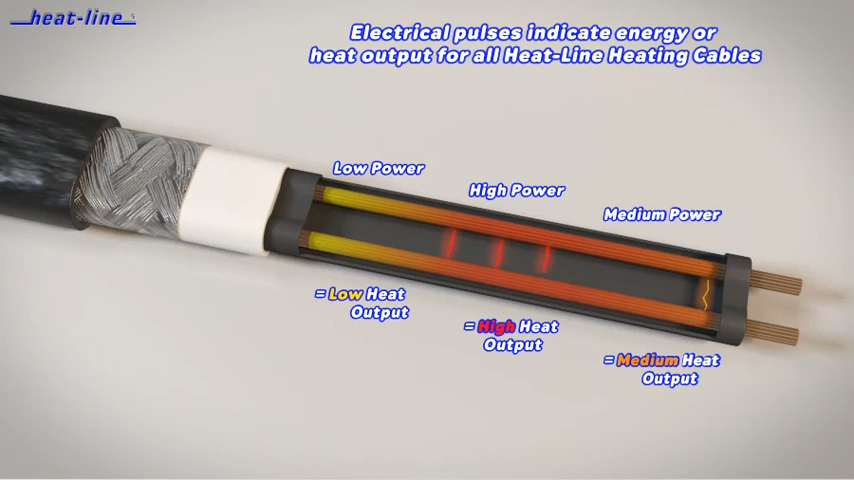 heat-line
Electrical pulses indicate energy or
heat output for all Heat-Line Heating Cables
Low Power
High Power
Medium Power
= Low Heat
Output
= High Heat
Output
= Medium Heat
Output